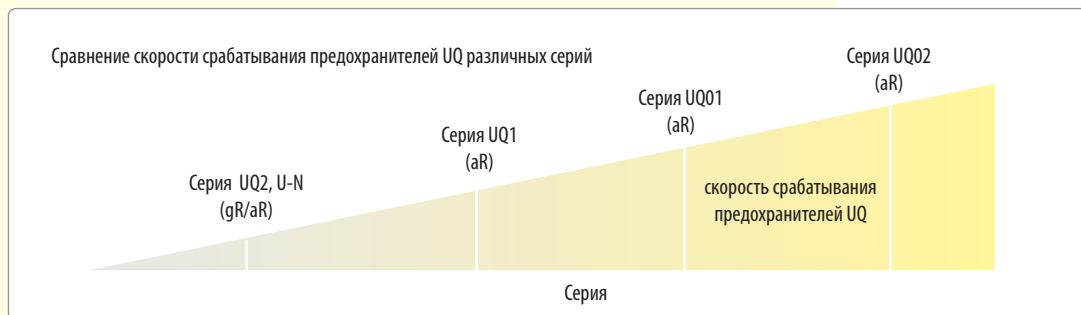 Сравнение скорости срабатывания предохранителей UQ различных серий
Серия UQ02
(aR)
Серия UQ01
(aR)
Серия UQ1
(aR)
Серия UQ2, U-N
(gR/aR)
скорость срабатывания
предохранителей UQ
Серия